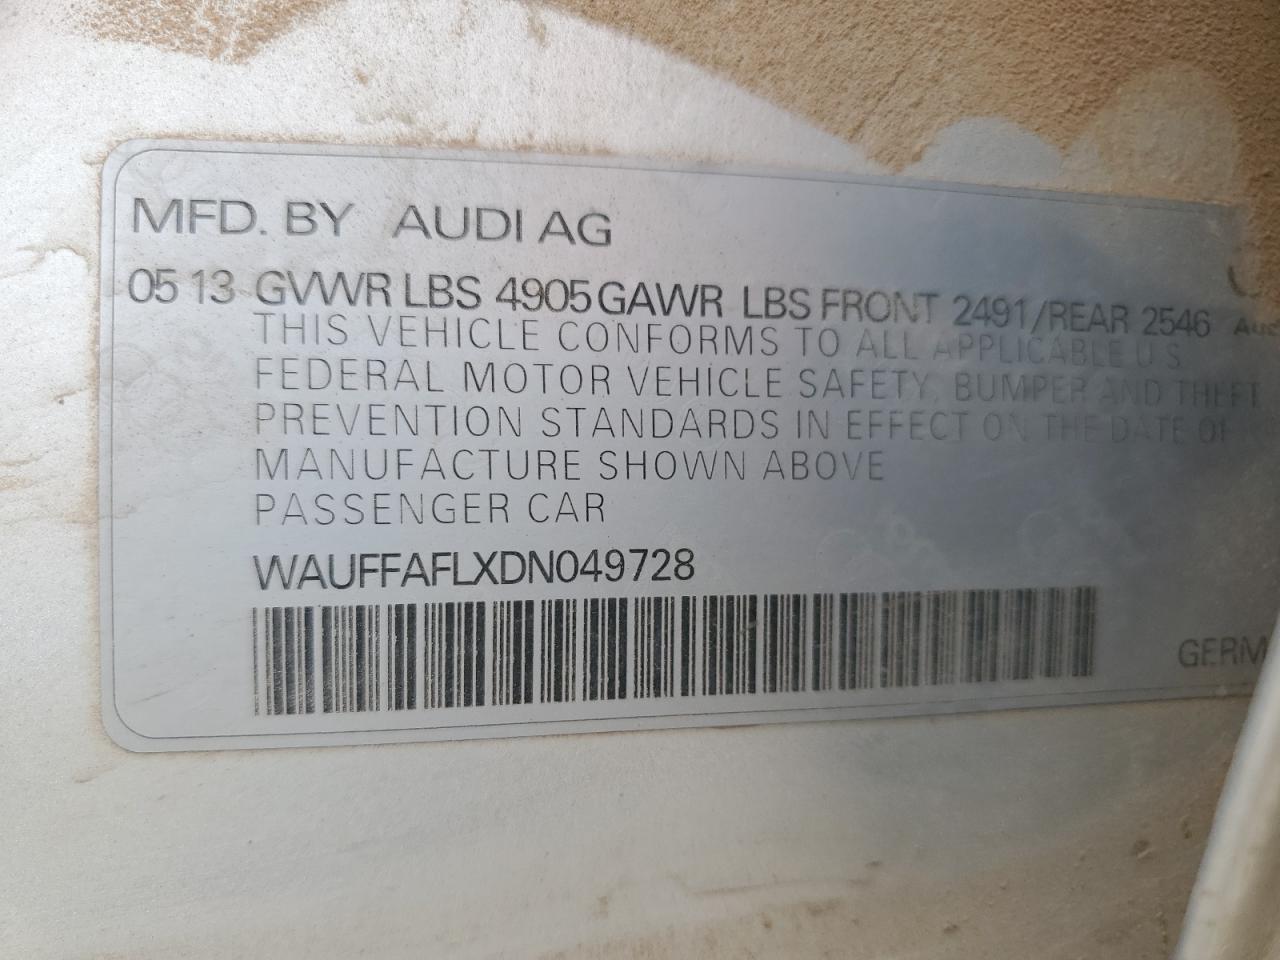 MFD. BY AUDI AG
05 13 GVWR LBS 4905 GAWR LBS FRONT 2491/REAR 2546
THIS VEHICLE CONFORMS TO ALL APPLICABLE U S
FEDERAL MOTOR VEHICLE SAFETY, BUMPER AND THEFT
PREVENTION STANDARDS IN EFFECT ON THE DATE OF
MANUFACTURE SHOWN ABOVE
PASSENGER CAR
WAUFFAFLXDN049728
GERM